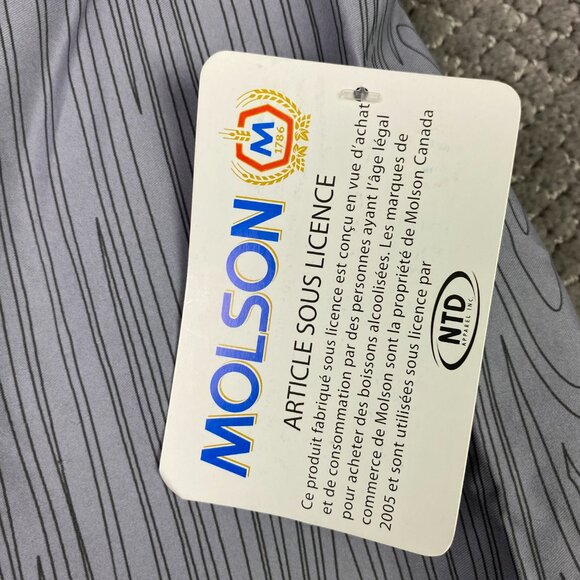 MOLSON
M
1786
ARTICLE SOUS LICENCE
Ce produit fabriqué sous licence est conçu en vue d'achat
et de consommation par des personnes ayant l'âge légal
pour acheter des boissons alcoolisées. Les marques de
commerce de Molson sont la propriété de Molson Canada
2005 et sont utilisées sous licence par
NTD
APPAREL INC.